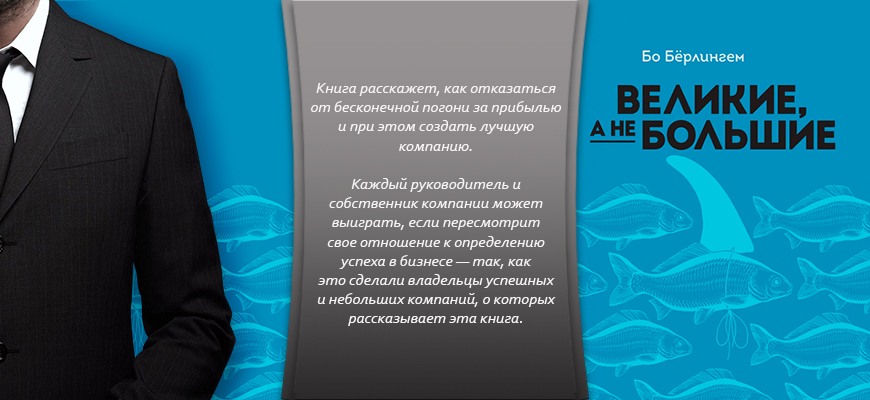 Книга расскажет, как отказаться
от бесконечной погони за прибылью
и при этом создать лучшую
компанию.
Каждый руководитель и
собственник компании может
выиграть, если пересмотрит
свое отношение к определению
успеха в бизнесе — так, как
это сделали владельцы успешных
и небольших компаний, о которых
рассказывает эта книга.
Бо Бёрлингем
ВЕЛИКИЕ,
А НЕ БОЛЬШИЕ